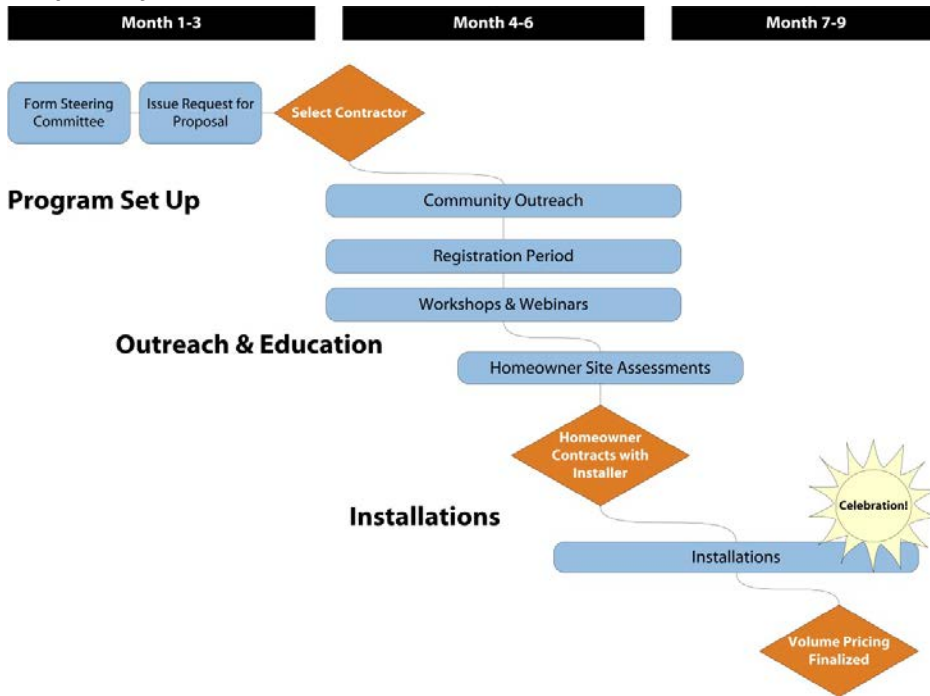 Month 1-3
Month 4-6
Month 7-9
Form Steering
Committee
Issue Request for
Proposal
Select Contractor
Program Set Up
Community Outreach
Registration Period
Workshops & Webinars
Outreach & Education
Homeowner Site Assessments
Homeowner
Contracts with
Installer
Celebration!
Installations
Installations
Volume Pricing
Finalized